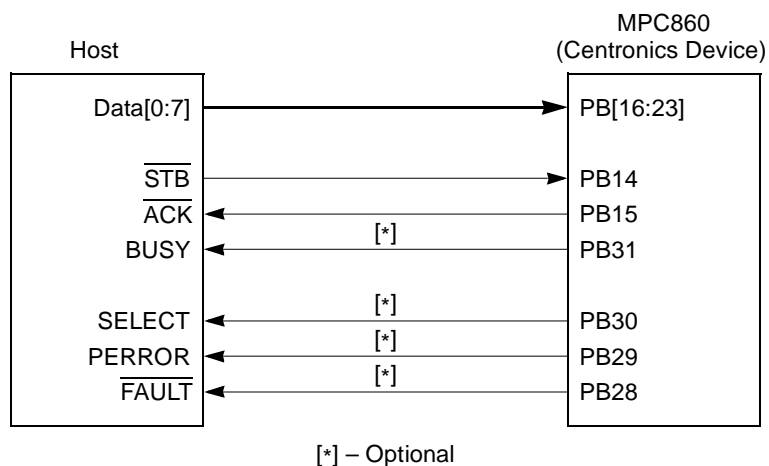 MPC860
Host (Centronics Device)
Data[0:7] PB[16:23]
STB PB14
ACK PB15
[*]
BUSY PB31
[*]
SELECT PB30
[*]
PERROR PB29
[*]
FAULT PB28
[*] – Optional